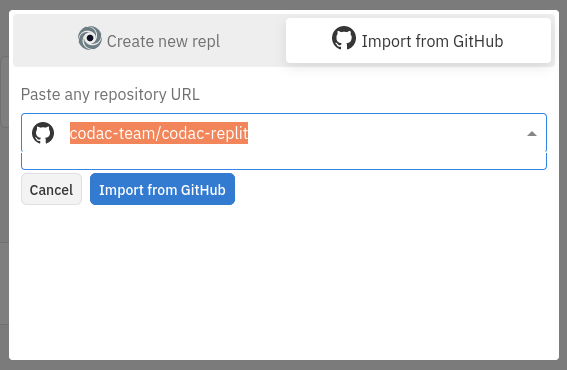 Create new repl
Import from GitHub
Paste any repository URL
codac-team/codac-replit
Cancel
Import from GitHub